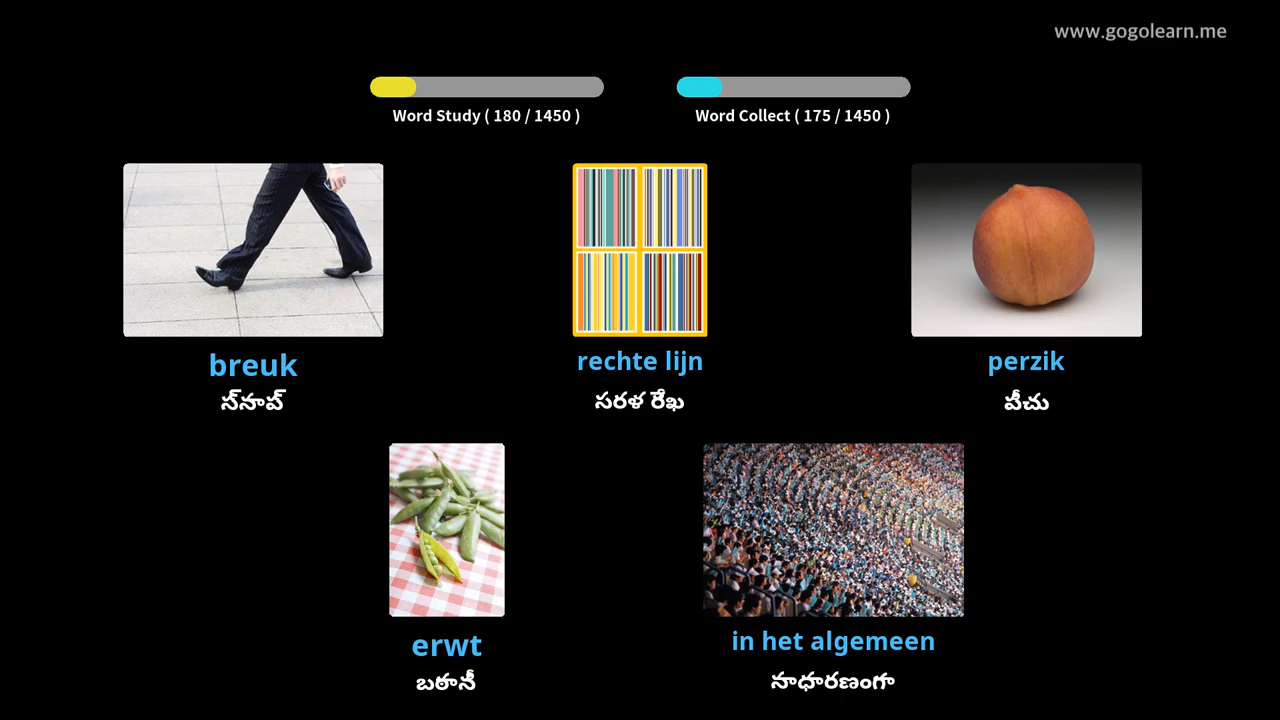 www.gogolearn.me
Word Study ( 180 / 1450 )
Word Collect ( 175 / 1450 )
breuk
rechte lijn
perzik
స్‌నాప్
సరళ రేఖ
పీచు
erwt
in het algemeen
బఠానీ
సాధారణంగా